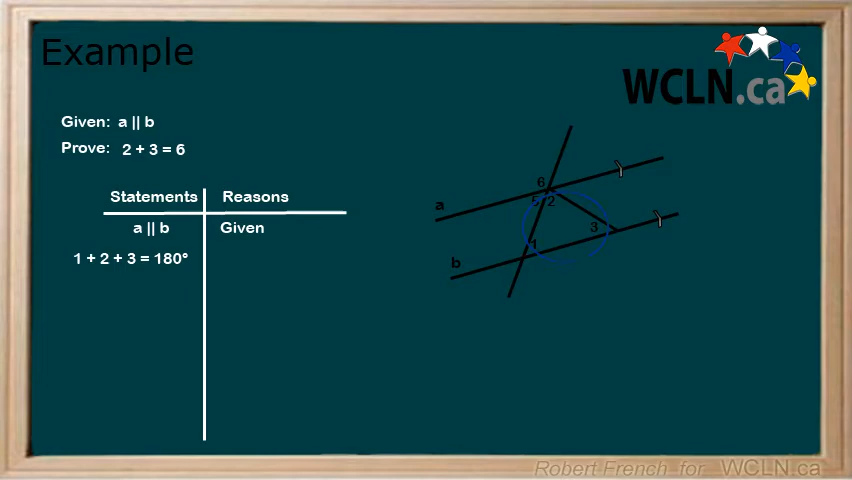 Example
WCLN.ca
Given: a || b
Prove: 2 + 3 = 6
Statements Reasons
a || b Given
1 + 2 + 3 = 180°
6
a
5 2
3
1
b
Robert French for WCLN.ca